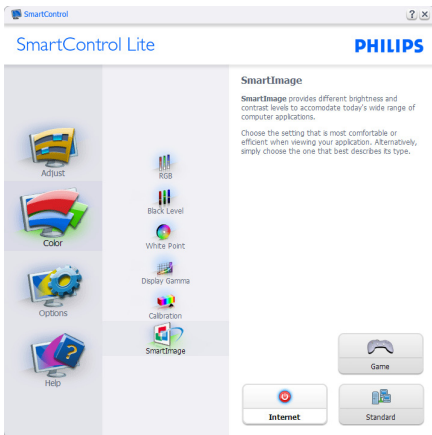 SmartControl
SmartControl Lite
PHILIPS
Adjust
Color
Options
Help
RGB
Black Level
White Point
Display Gamma
Calibration
SmartImage
SmartImage
SmartImage provides different brightness and
contrast levels to accomodate today's wide range of
computer applications.
Choose the setting that is most comfortable or
efficient when viewing your application. Alternatively,
simply choose the one that best describes its type.
Game
Internet
Standard